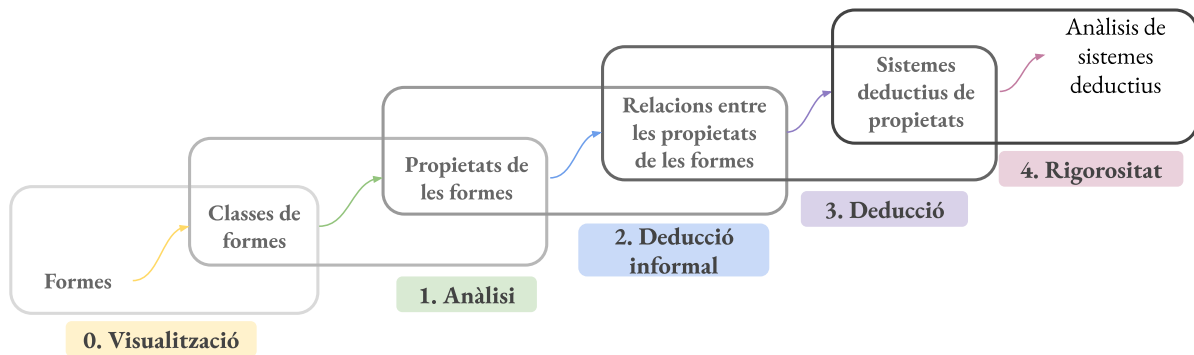 Formes
0. Visualització
Classes de
formes
1. Anàlisi
Propietats de
les formes
2. Deducció
informal
Relacions entre
les propietats
de les formes
3. Deducció
Sistemes
deductius de
propietats
4. Rigorositat
Anàlisis de
sistemes
deductius